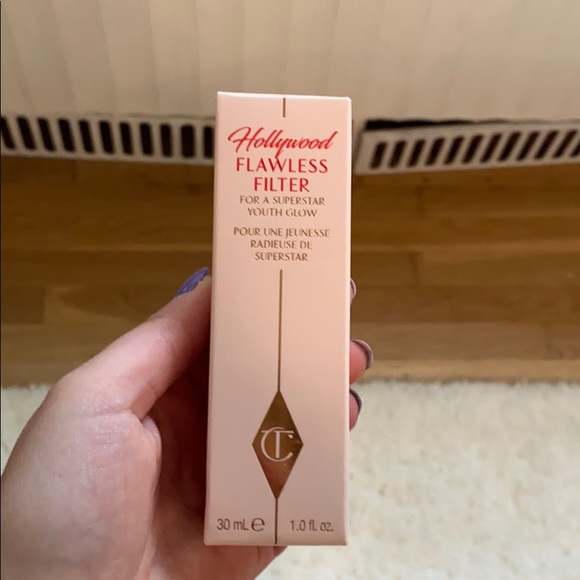 Hollywood
FLAWLESS
FILTER
FOR A SUPERSTAR
YOUTH GLOW
POUR UNE JEUNESSE
RADIEUSE DE
SUPERSTAR
CT
30 mL ℮ 1.0 fl. oz.